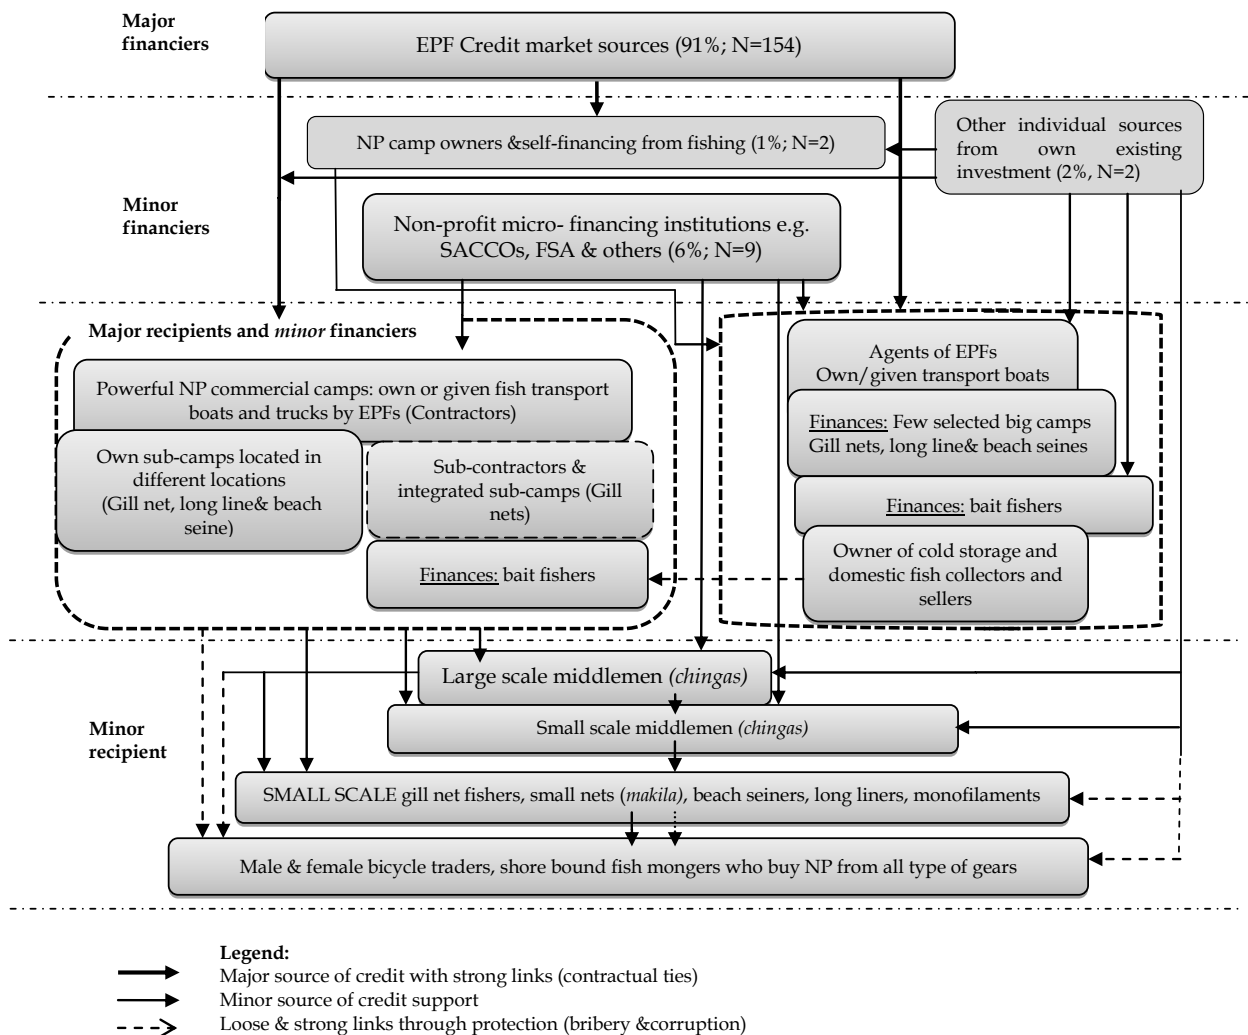 Major
financiers
EPF Credit market sources (91%; N=154)
NP camp owners &self-financing from fishing (1%; N=2)
Other individual sources
from own existing
investment (2%, N=2)
Minor
financiers
Non-profit micro- financing institutions e.g.
SACCOs, FSA & others (6%; N=9)
Major recipients and minor financiers
Powerful NP commercial camps: own or given fish transport
boats and trucks by EPFs (Contractors)
Own sub-camps located in
different locations
(Gill net, long line& beach
seine)
Sub-contractors &
integrated sub-camps (Gill
nets)
Finances: bait fishers
Agents of EPFs
Own/given transport boats
Finances: Few selected big camps
Gill nets, long line& beach seines
Finances: bait fishers
Owner of cold storage and
domestic fish collectors and
sellers
Minor
recipient
Large scale middlemen (chingas)
Small scale middlemen (chingas)
SMALL SCALE gill net fishers, small nets (makila), beach seiners, long liners, monofilaments
Male & female bicycle traders, shore bound fish mongers who buy NP from all type of gears
Legend:
Major source of credit with strong links (contractual ties)
Minor source of credit support
Loose & strong links through protection (bribery &corruption)